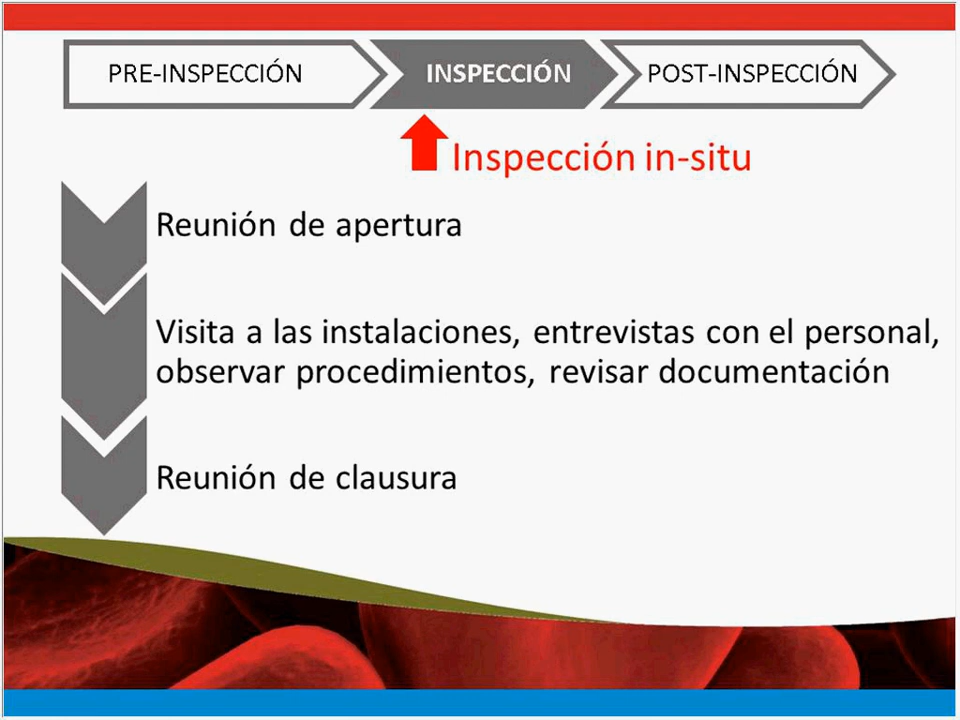 PRE-INSPECCIÓN
INSPECCIÓN
POST-INSPECCIÓN
Inspección in-situ
Reunión de apertura
Visita a las instalaciones, entrevistas con el personal,
observar procedimientos, revisar documentación
Reunión de clausura